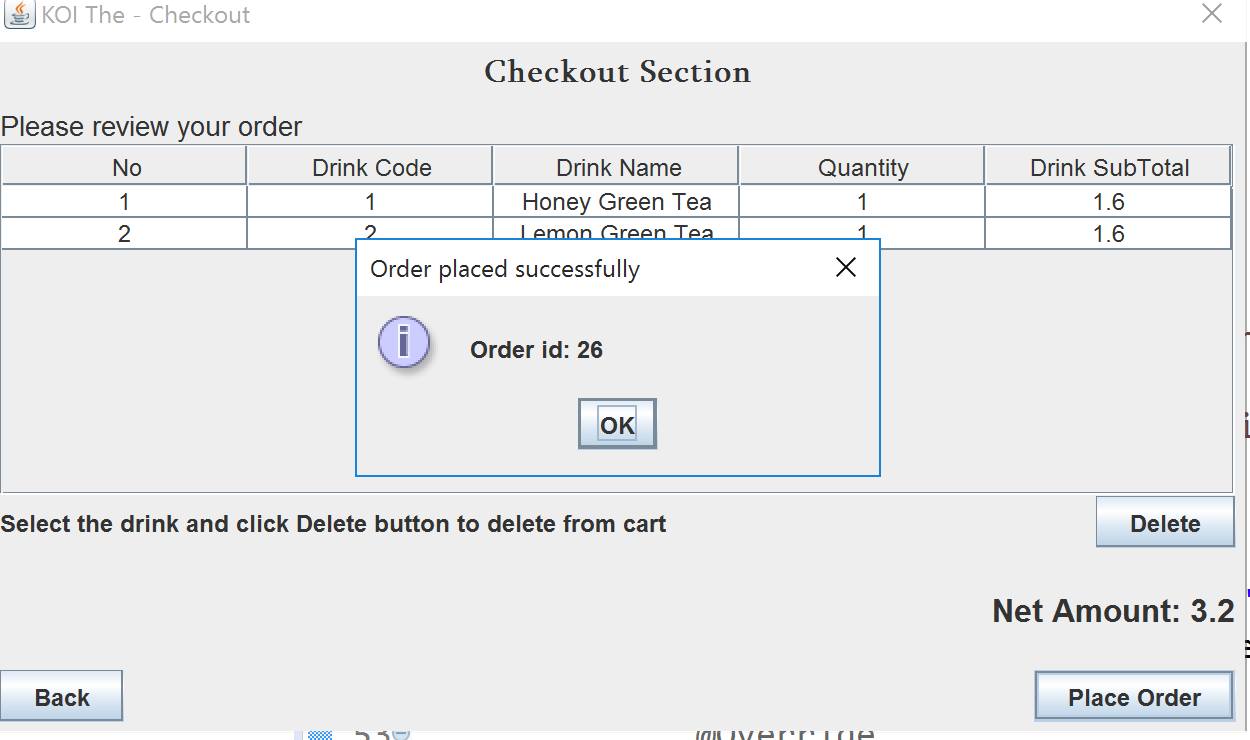 KOI The - Checkout
Checkout Section
Please review your order
No Drink Code Drink Name Quantity Drink SubTotal
1 1 Honey Green Tea 1 1.6
2 2 Lemon Green Tea 1 1.6
Order placed successfully
i
Order id: 26
OK
Select the drink and click Delete button to delete from cart
Delete
Net Amount: 3.2
Back
Place Order
53
@Override